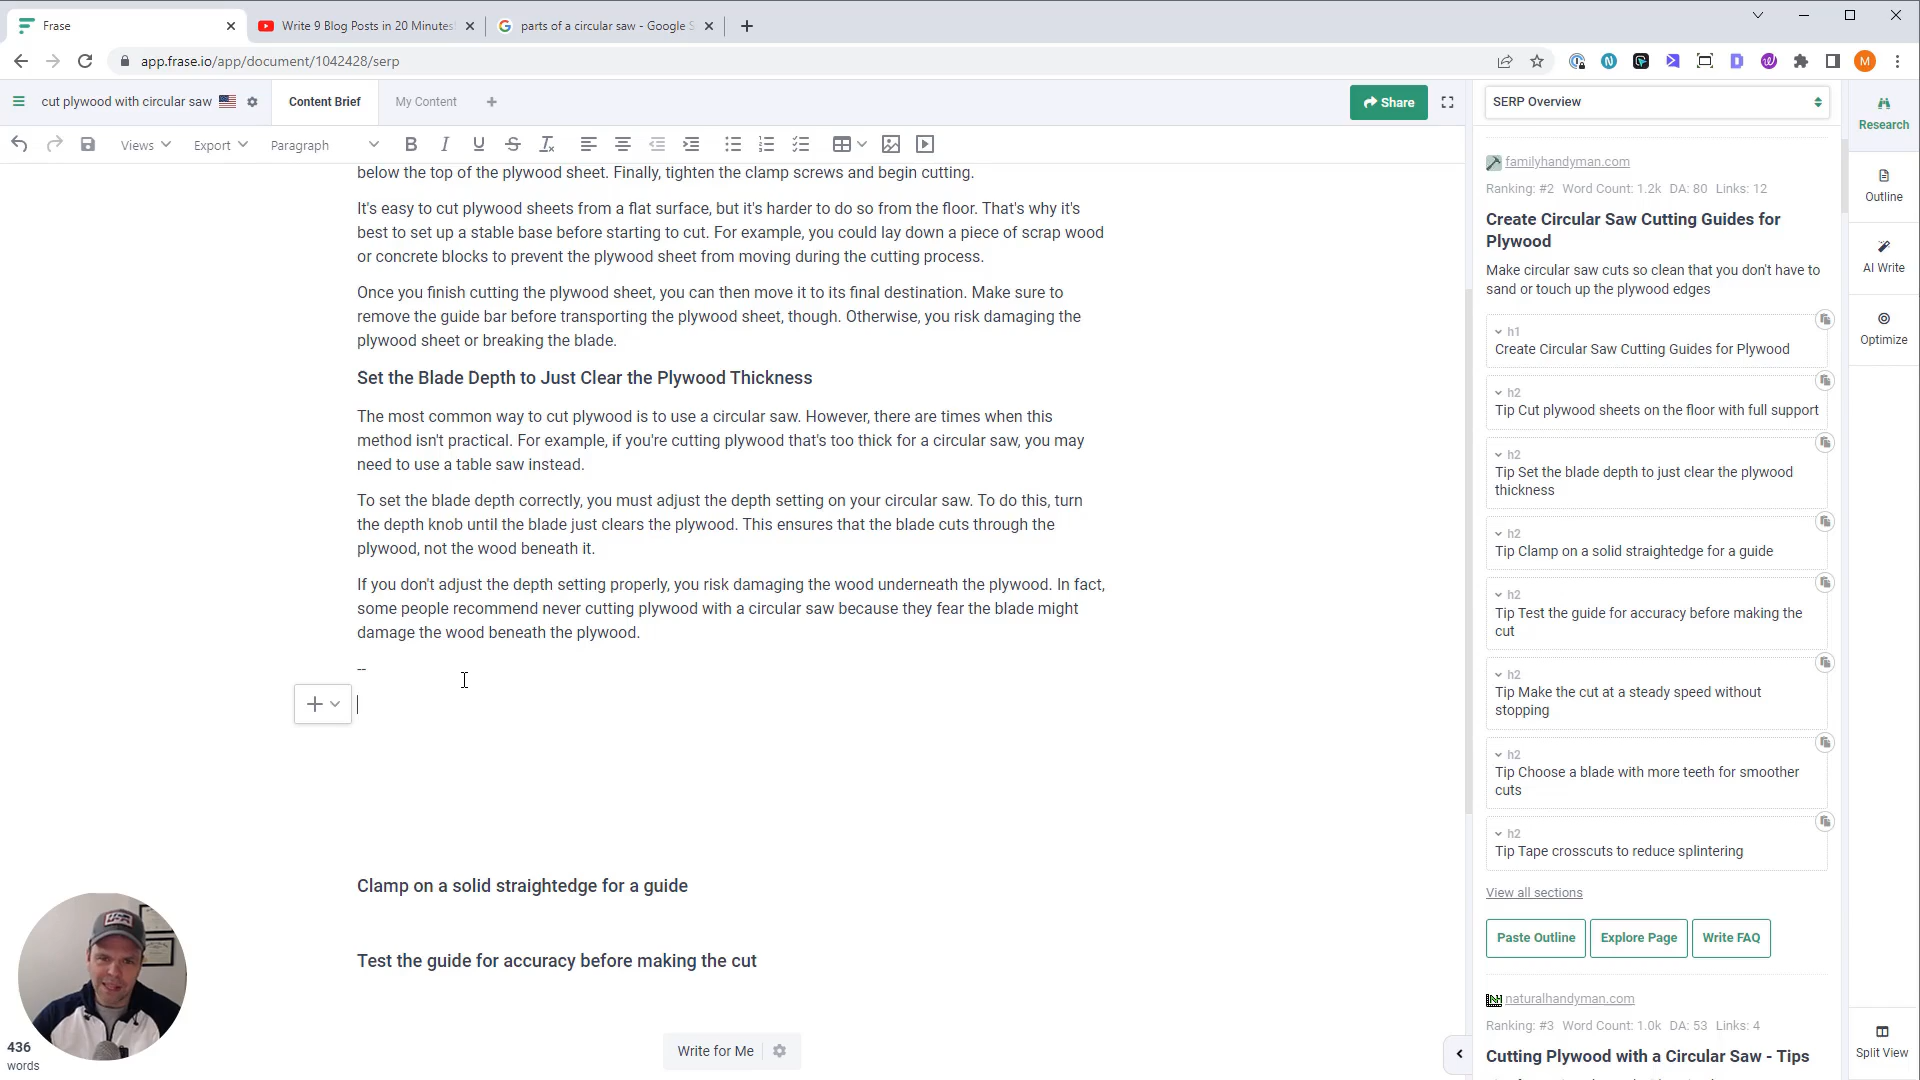 Frase
Write 9 Blog Posts in 20 Minutes
parts of a circular saw - Google S
app.frase.io/app/document/1042428/serp
M
cut plywood with circular saw
Content Brief
My Content
Share
SERP Overview
Research
Views
Export
Paragraph
B I U S
below the top of the plywood sheet. Finally, tighten the clamp screws and begin cutting.
It's easy to cut plywood sheets from a flat surface, but it's harder to do so from the floor. That's why it's
best to set up a stable base before starting to cut. For example, you could lay down a piece of scrap wood
or concrete blocks to prevent the plywood sheet from moving during the cutting process.
Once you finish cutting the plywood sheet, you can then move it to its final destination. Make sure to
remove the guide bar before transporting the plywood sheet, though. Otherwise, you risk damaging the
plywood sheet or breaking the blade.
Set the Blade Depth to Just Clear the Plywood Thickness
The most common way to cut plywood is to use a circular saw. However, there are times when this
method isn't practical. For example, if you're cutting plywood that's too thick for a circular saw, you may
need to use a table saw instead.
To set the blade depth correctly, you must adjust the depth setting on your circular saw. To do this, turn
the depth knob until the blade just clears the plywood. This ensures that the blade cuts through the
plywood, not the wood beneath it.
If you don't adjust the depth setting properly, you risk damaging the wood underneath the plywood. In fact,
some people recommend never cutting plywood with a circular saw because they fear the blade might
damage the wood beneath the plywood.
--
Clamp on a solid straightedge for a guide
Test the guide for accuracy before making the cut
Write for Me
436
words
familyhandyman.com
Ranking: #2 Word Count: 1.2k DA: 80 Links: 12
Create Circular Saw Cutting Guides for
Plywood
Make circular saw cuts so clean that you don't have to
sand or touch up the plywood edges
h1
Create Circular Saw Cutting Guides for Plywood
h2
Tip Cut plywood sheets on the floor with full support
h2
Tip Set the blade depth to just clear the plywood
thickness
h2
Tip Clamp on a solid straightedge for a guide
h2
Tip Test the guide for accuracy before making the
cut
h2
Tip Make the cut at a steady speed without
stopping
h2
Tip Choose a blade with more teeth for smoother
cuts
h2
Tip Tape crosscuts to reduce splintering
View all sections
Paste Outline
Explore Page
Write FAQ
naturalhandyman.com
Ranking: #3 Word Count: 1.0k DA: 53 Links: 4
Cutting Plywood with a Circular Saw - Tips
Outline
AI Write
Optimize
Split View